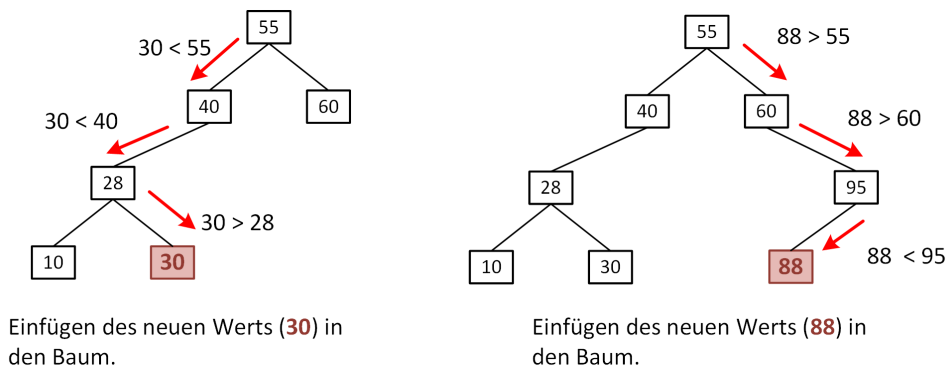 55
30 < 55
40
60
30 < 40
28
30 > 28
10
30
Einfügen des neuen Werts (30) in
den Baum.
55
88 > 55
40
60
88 > 60
28
95
88 < 95
10
30
88
Einfügen des neuen Werts (88) in
den Baum.